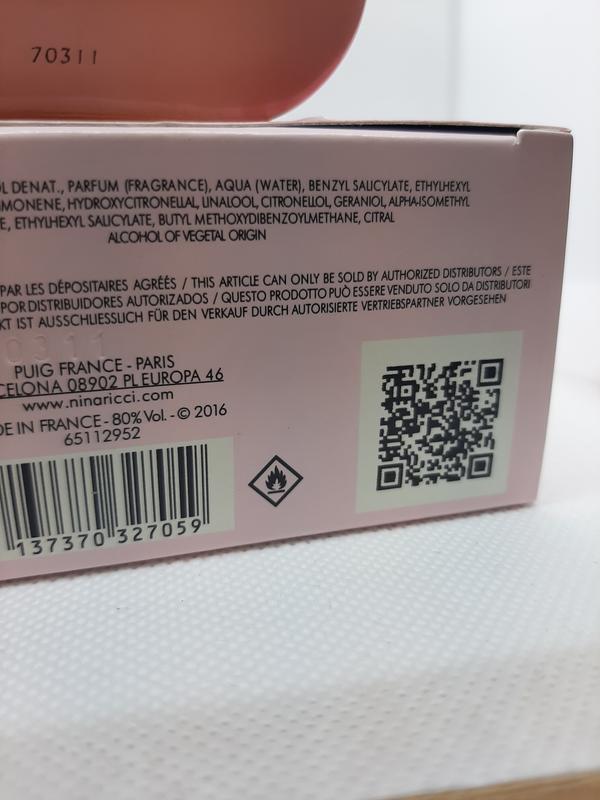 70311
OL DENAT., PARFUM (FRAGRANCE), AQUA (WATER), BENZYL SALICYLATE, ETHYLHEXYL
IMONENE, HYDROXYCITRONELLAL, LINALOOL, CITRONELLOL, GERANIOL, ALPHA-ISOMETHYL
E, ETHYLHEXYL SALICYLATE, BUTYL METHOXYDIBENZOYLMETHANE, CITRAL
ALCOHOL OF VEGETAL ORIGIN
PAR LES DÉPOSITAIRES AGRÉÉS / THIS ARTICLE CAN ONLY BE SOLD BY AUTHORIZED DISTRIBUTORS / ESTE
POR DISTRIBUIDORES AUTORIZADOS / QUESTO PRODOTTO PUÒ ESSERE VENDUTO SOLO DA DISTRIBUTORI
KT IST AUSSCHLIESSLICH FÜR DEN VERKAUF DURCH AUTORISIERTE VERTRIEBSPARTNER VORGESEHEN
0311
PUIG FRANCE - PARIS
CELONA 08902 PL EUROPA 46
www.ninaricci.com
DE IN FRANCE - 80% Vol. - © 2016
65112952
137370 327059